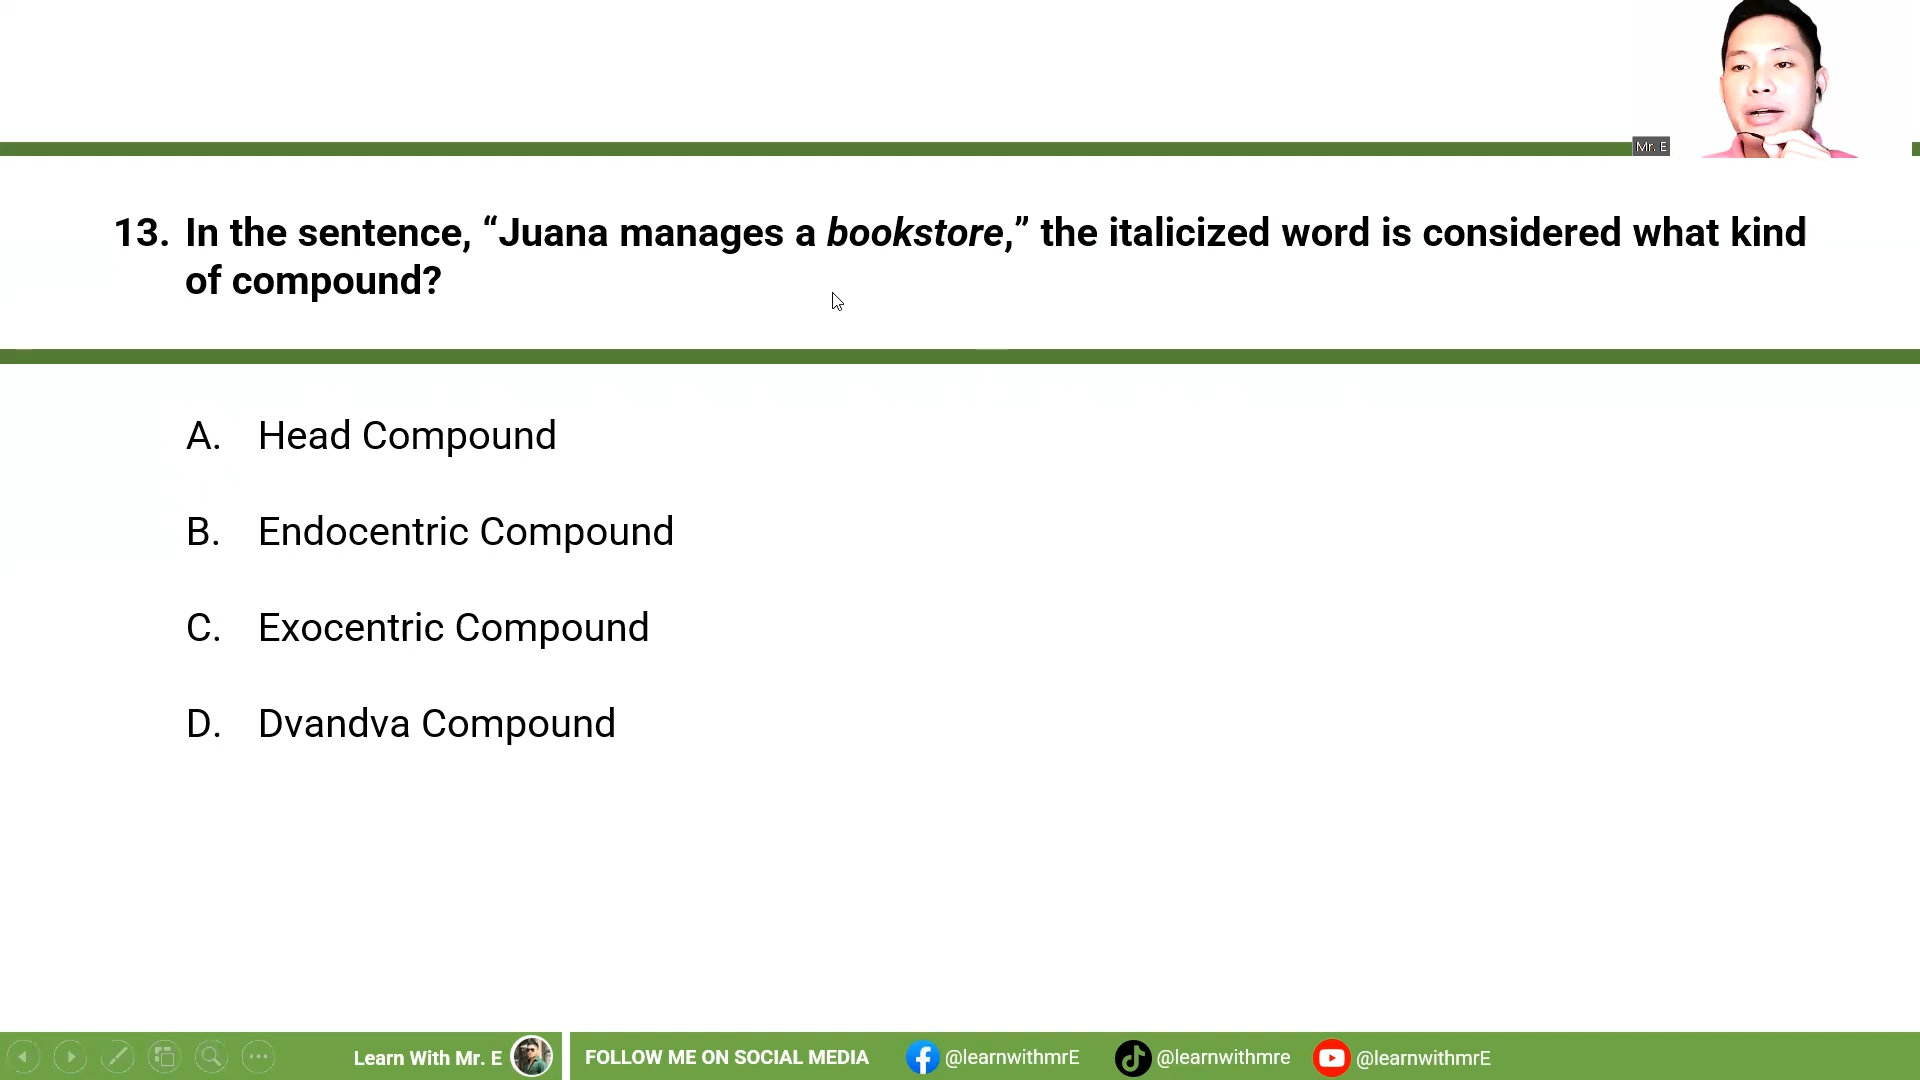 Mr. E
13. In the sentence, “Juana manages a bookstore,” the italicized word is considered what kind
of compound?
A. Head Compound
B. Endocentric Compound
C. Exocentric Compound
D. Dvandva Compound
Learn With Mr. E FOLLOW ME ON SOCIAL MEDIA @learnwithmrE @learnwithmre @learnwithmrE